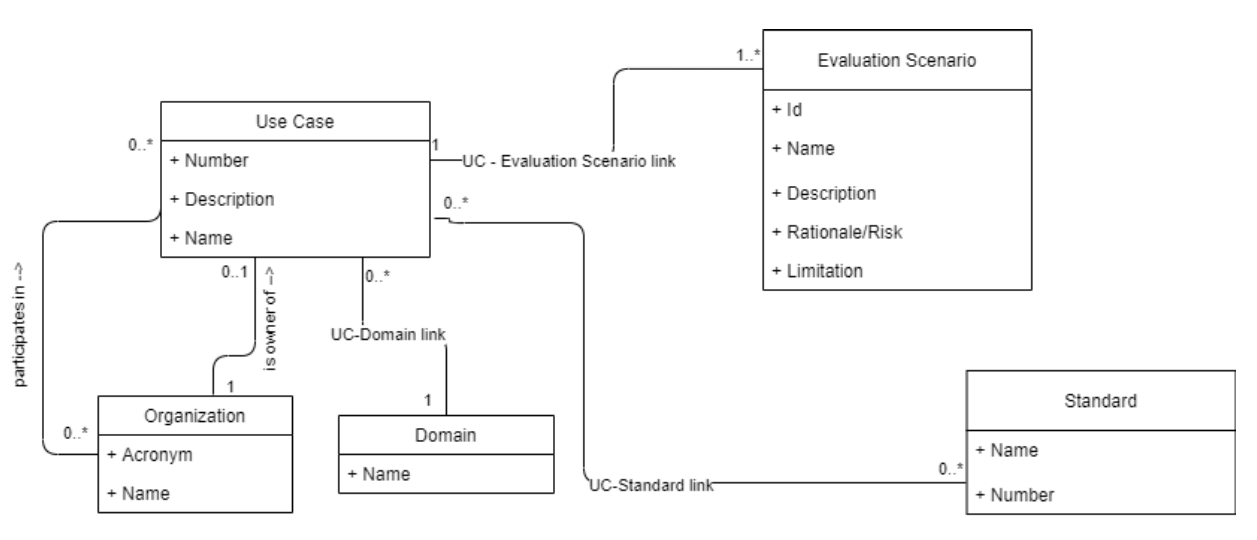 Evaluation Scenario
+ Id
+ Name
+ Description
+ Rationale/Risk
+ Limitation
1..*
Use Case
+ Number
+ Description
+ Name
0..*
1
UC - Evaluation Scenario link
0..*
0..1
is owner of -->
0..*
participates in -->
UC-Domain link
1
1
Organization
+ Acronym
+ Name
0..*
Domain
+ Name
UC-Standard link
0..*
Standard
+ Name
+ Number